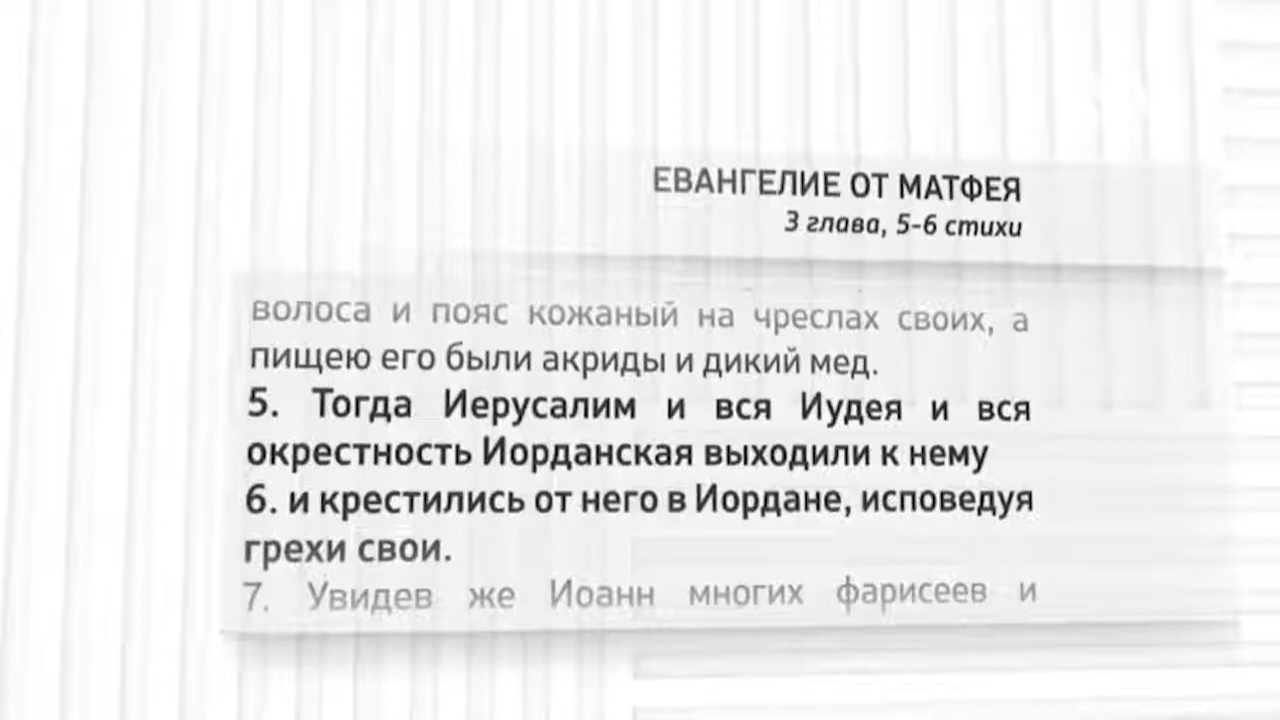 ЕВАНГЕЛИЕ ОТ МАТФЕЯ
3 глава, 5-6 стихи
волоса и пояс кожаный на чреслах своих, а
пищею его были акриды и дикий мед.
5. Тогда Иерусалим и вся Иудея и вся
окрестность Иорданская выходили к нему
6. и крестились от него в Иордане, исповедуя
грехи свои.
7. Увидев же Иоанн многих фарисеев и